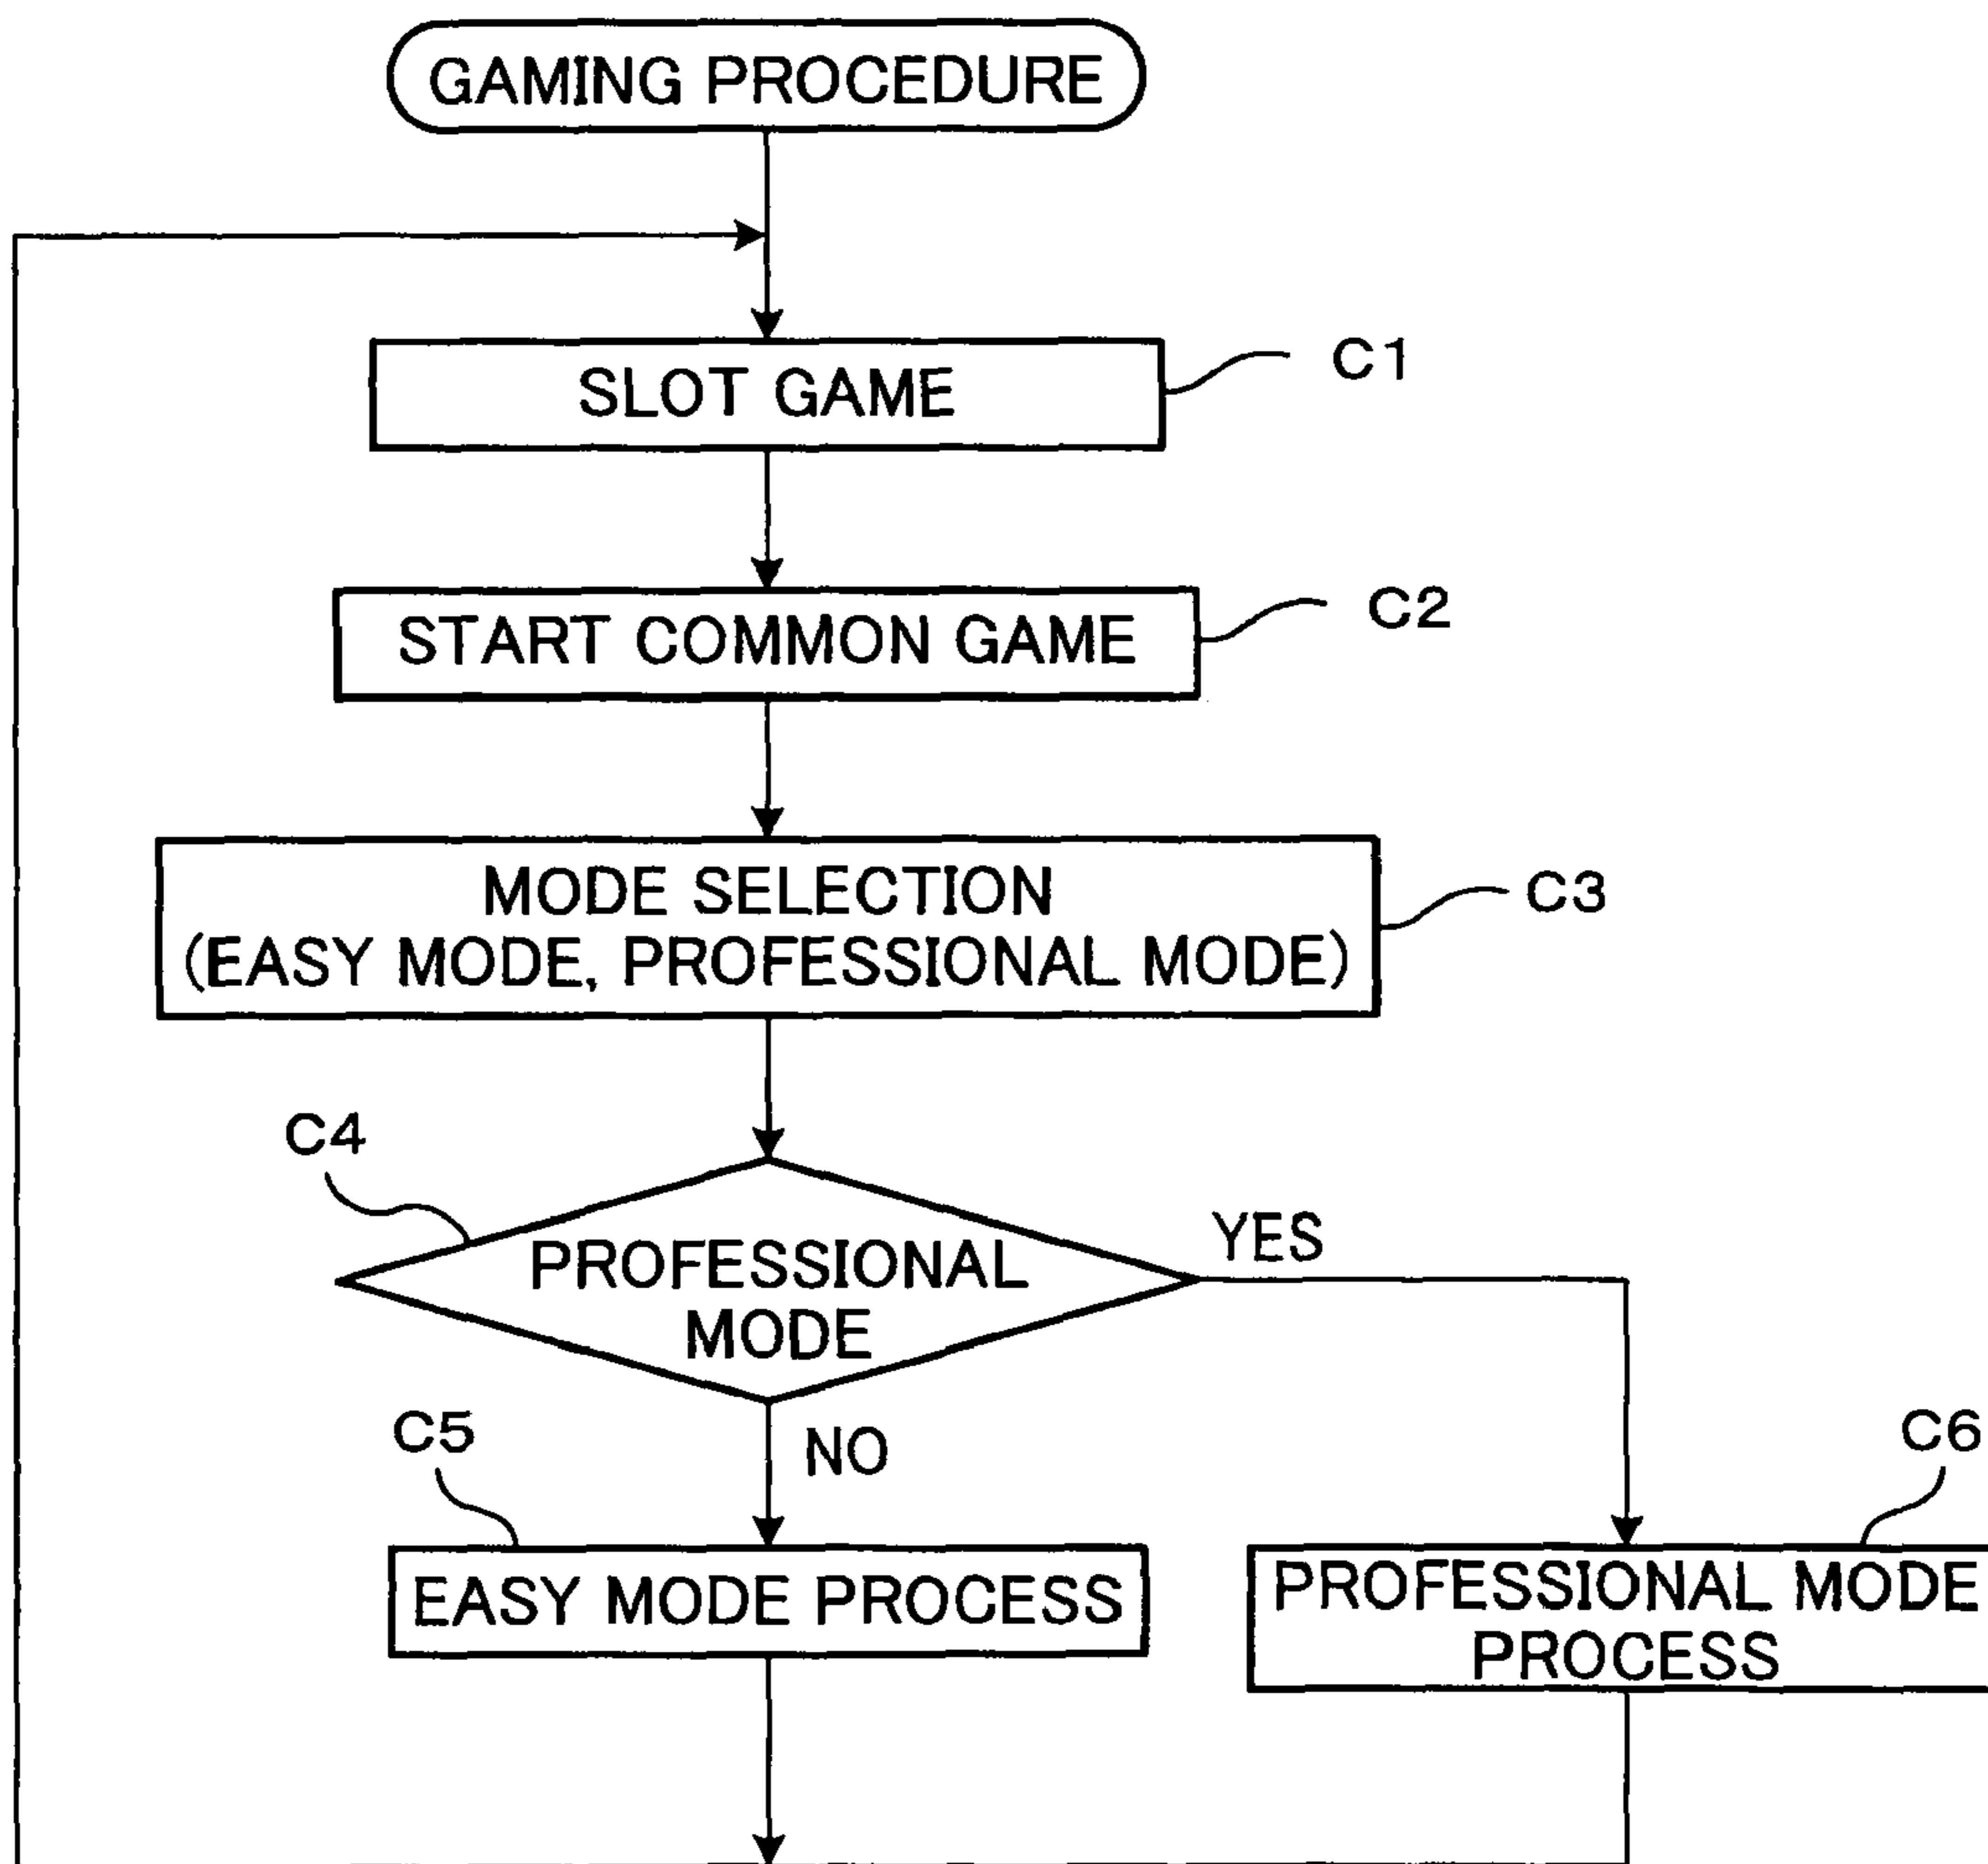 GAMING PROCEDURE
SLOT GAME
C1
START COMMON GAME
C2
MODE SELECTION
(EASY MODE, PROFESSIONAL MODE)
C3
C4
PROFESSIONAL
MODE
YES
NO
C5
EASY MODE PROCESS
C6
PROFESSIONAL MODE
PROCESS